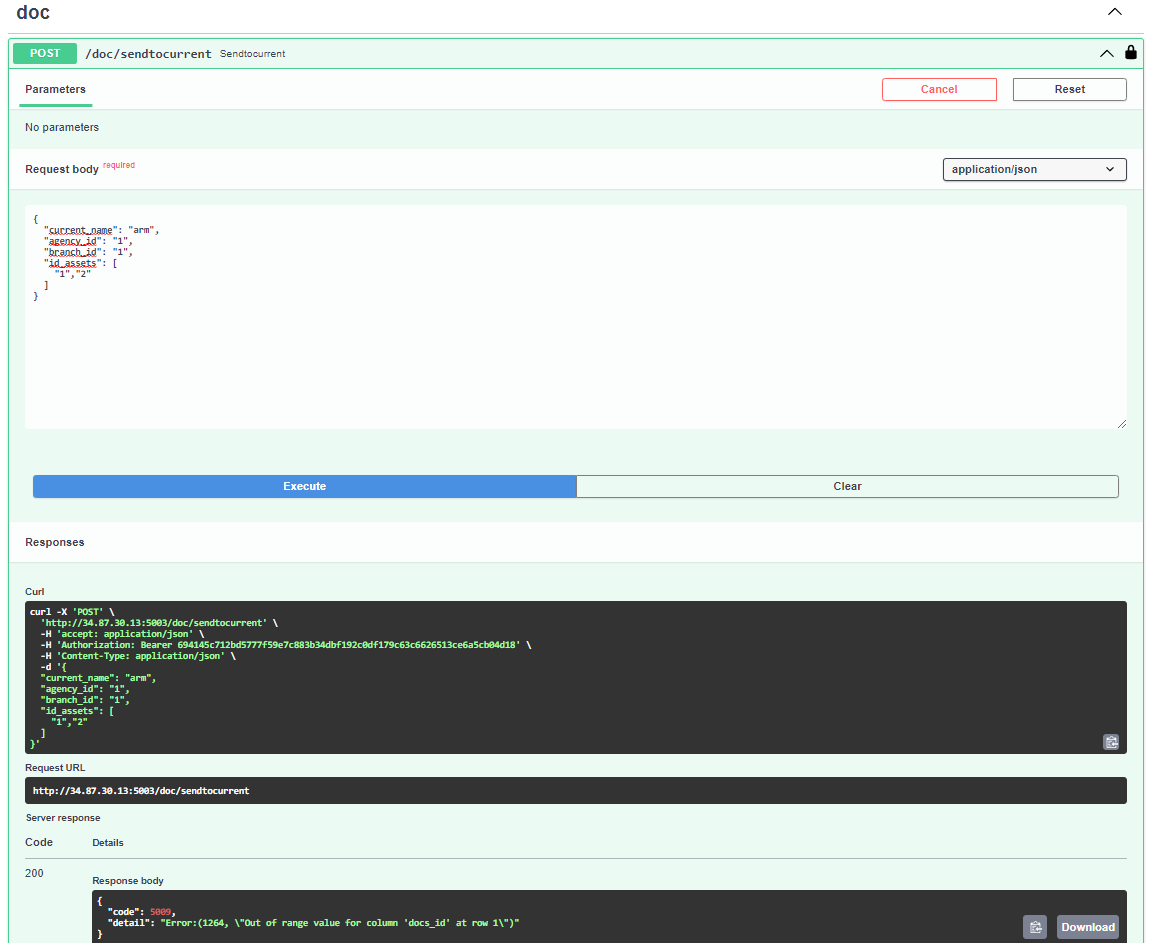 doc
POST /doc/sendtocurrent Sendtocurrent
Parameters
Cancel
Reset
No parameters
Request body required
application/json
{
"current_name": "arm",
"agency_id": "1",
"branch_id": "1",
"id_assets": [
"1","2"
]
}
Execute
Clear
Responses
Curl
curl -X 'POST' \
'http://34.87.30.13:5003/doc/sendtocurrent' \
-H 'accept: application/json' \
-H 'Authorization: Bearer 694145c712bd5777f59e7c883b34dbf192c0df179c63c6626513ce6a5cb04d18' \
-H 'Content-Type: application/json' \
-d '{
"current_name": "arm",
"agency_id": "1",
"branch_id": "1",
"id_assets": [
"1","2"
]
}'
Request URL
http://34.87.30.13:5003/doc/sendtocurrent
Server response
Code Details
200
Response body
{
"code": 5009,
"detail": "Error:(1264, \"Out of range value for column 'docs_id' at row 1\")"
}
Download